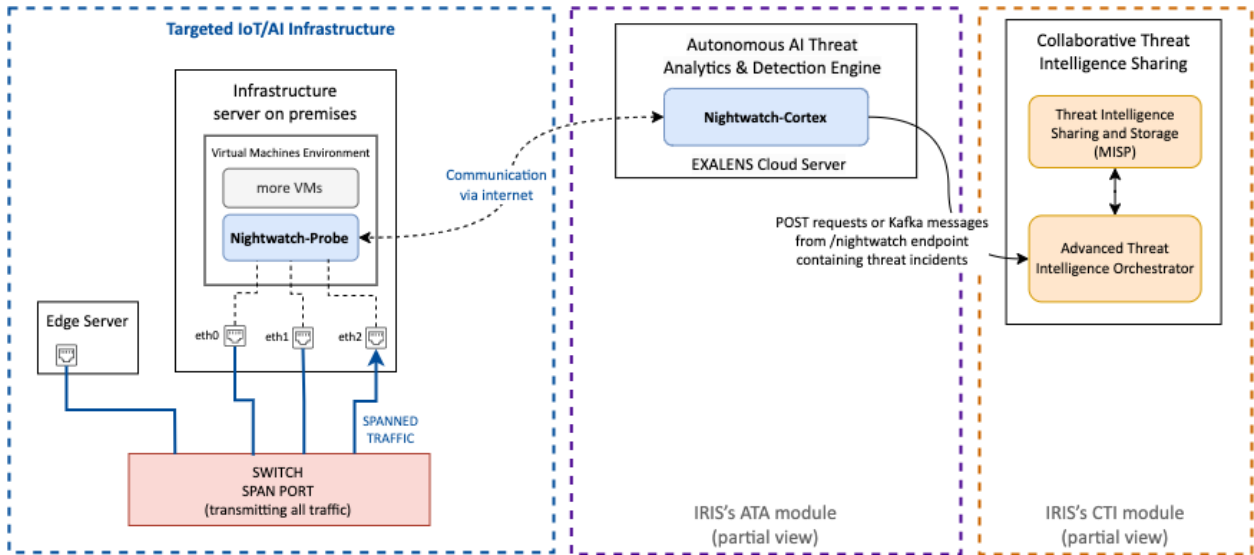 Targeted IoT/AI Infrastructure
Infrastructure
server on premises
Virtual Machines Environment
more VMs
Nightwatch-Probe
Edge Server
eth0
eth1
eth2
SPANNED
TRAFFIC
SWITCH
SPAN PORT
(transmitting all traffic)
Communication
via internet
Autonomous AI Threat
Analytics & Detection Engine
Nightwatch-Cortex
EXALENS Cloud Server
POST requests or Kafka messages
from /nightwatch endpoint
containing threat incidents
IRIS's ATA module
(partial view)
Collaborative Threat
Intelligence Sharing
Threat Intelligence
Sharing and Storage
(MISP)
Advanced Threat
Intelligence Orchestrator
IRIS's CTI module
(partial view)